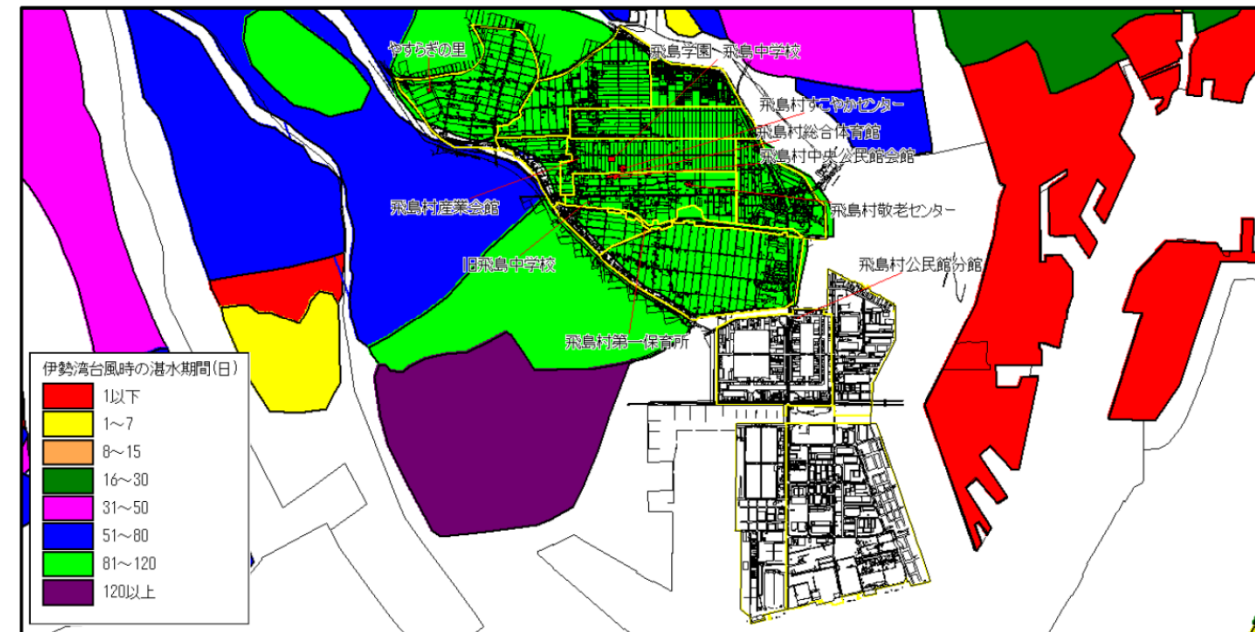 やすらぎの里
飛島学園・飛島中学校
飛島村すこやかセンター
飛島村総合体育館
飛島村中央公民館会館
飛島村産業会館
飛島村敬老センター
旧飛島中学校
飛島村公民館分館
飛島村第一保育所
伊勢湾台風時の湛水期間(日)
1以下
1～7
8～15
16～30
31～50
51～80
81～120
120以上